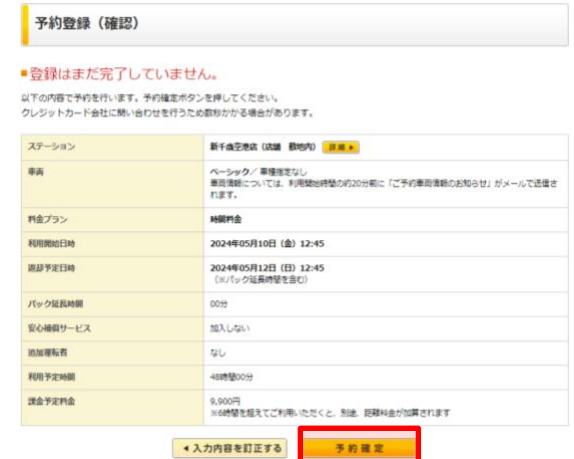 予約登録（確認）
■登録はまだ完了していません。
以下の内容で予約を行います。予約確定ボタンを押してください。
クレジットカード会社に問い合わせを行うため数秒かかる場合があります。
ステーション
新千歳空港店（店舗 敷地内） 詳細▶
車両
ベーシック／ 車種指定なし
車両情報については、利用開始時間の約20分前に「ご予約車両情報のお知らせ」がメールで送信さ
れます。
料金プラン
時間料金
利用開始日時
2024年05月10日（金）12:45
返却予定日時
2024年05月12日（日）12:45
（※パック延長時間を含む）
パック延長時間
00分
安心補償サービス
加入しない
追加運転者
なし
利用予定時間
48時間00分
課金予定料金
9,900円
※6時間を超えてご利用いただくと、別途、距離料金が加算されます
◀入力内容を訂正する
予約確定